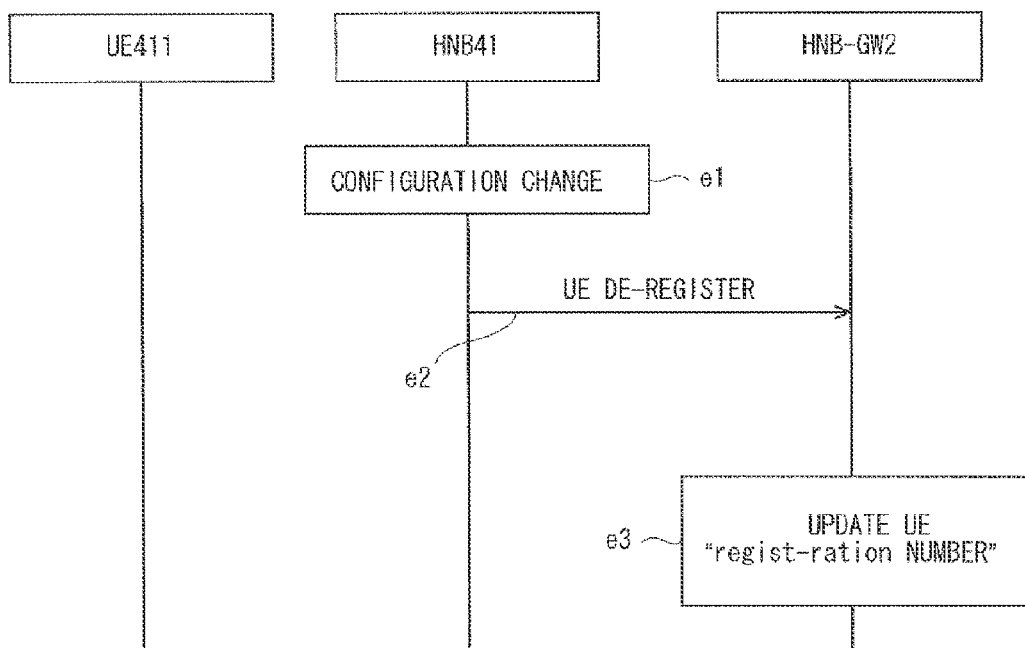 UE411
HNB41
HNB-GW2
CONFIGURATION CHANGE
e1
UE DE-REGISTER
e2
UPDATE UE
"regist-ration NUMBER"
e3